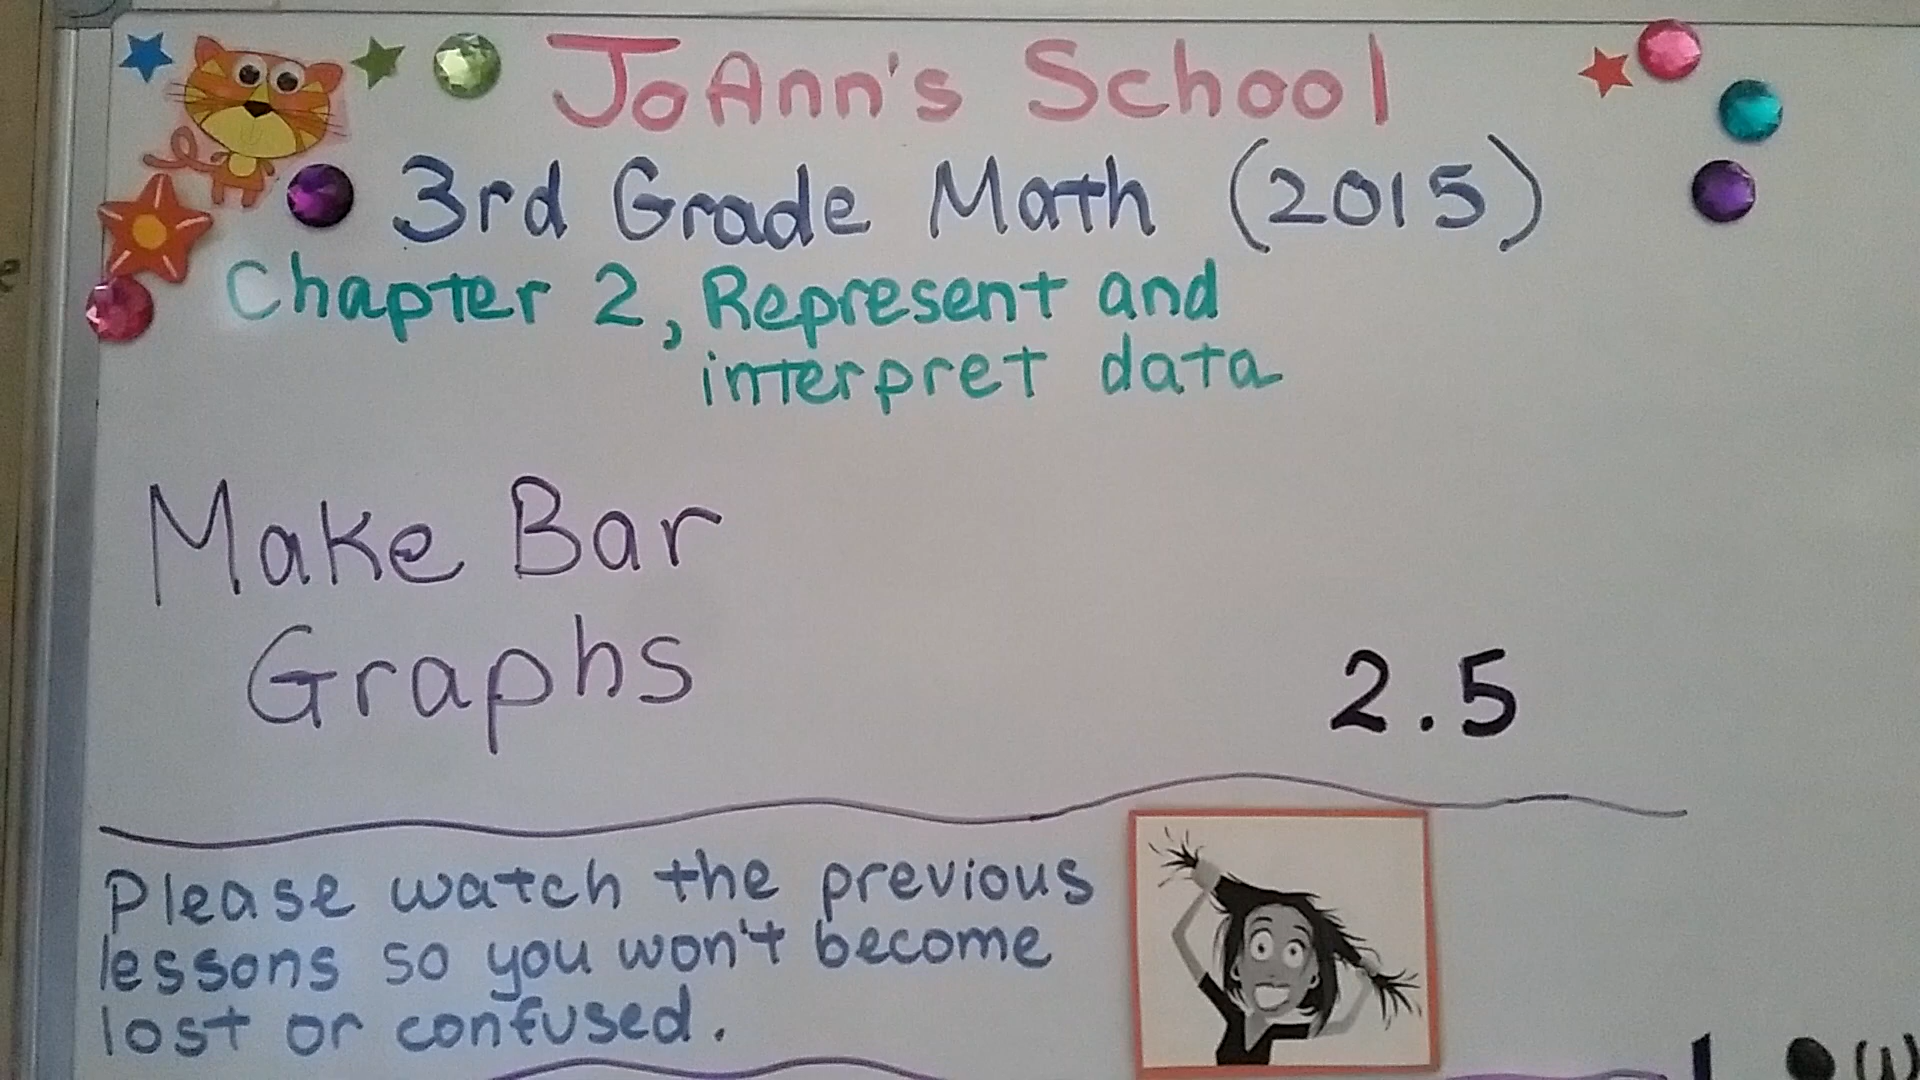 JoAnn's School
3rd Grade Math (2015)
Chapter 2, Represent and
interpret data
Make Bar
Graphs
2.5
Please watch the previous
lessons so you won't become
lost or confused.